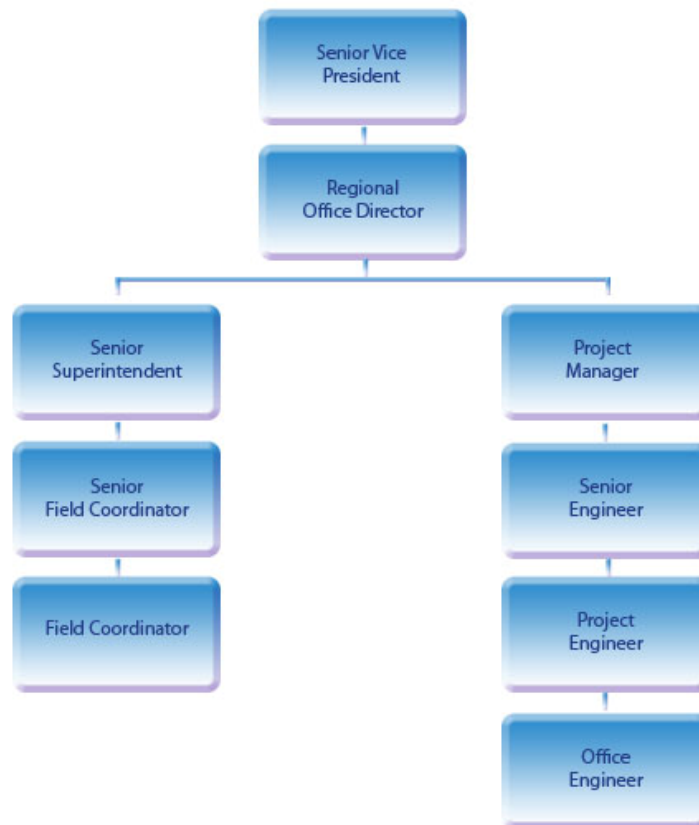 Senior Vice
President
Regional
Office Director
Senior
Superintendent
Project
Manager
Senior
Field Coordinator
Senior
Engineer
Field Coordinator
Project
Engineer
Office
Engineer